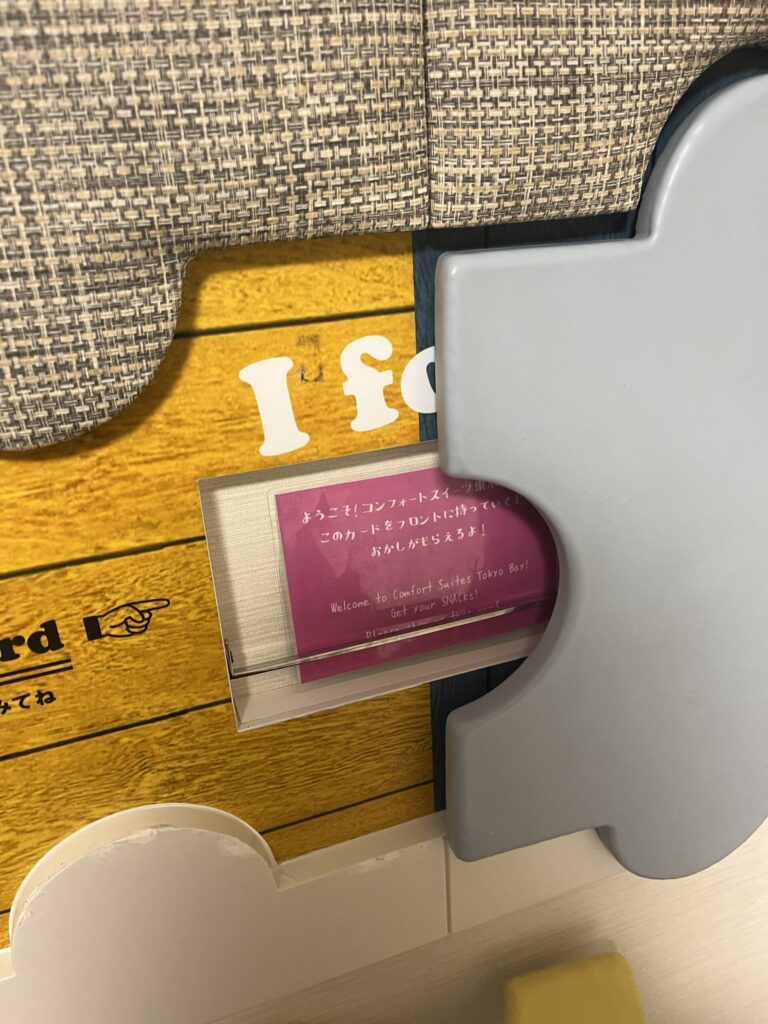 I fo
ようこそ！コンフォートスイーツ東
このカードをフロントに持っていくと
おかしがもらえるよ！
Welcome to Comfort Suites Tokyo Bay!
Get your SNACKs!
Please
rd
みてね